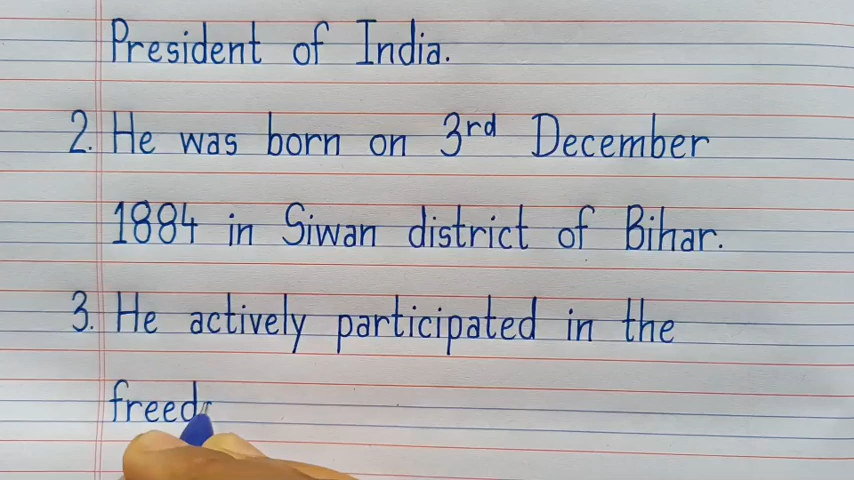 President of India.
2. He was born on 3rd December
1884 in Siwan district of Bihar.
3. He actively participated in the
freed